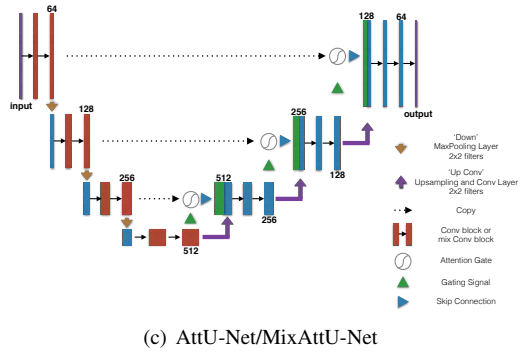 64
128
64
input
output
128
256
128
256
512
256
512
'Down'
MaxPooling Layer
2x2 filters
'Up Conv'
Upsampling and Conv Layer
2x2 filters
Copy
Conv block or
mix Conv block
Attention Gate
Gating Signal
Skip Connection
(c) AttU-Net/MixAttU-Net